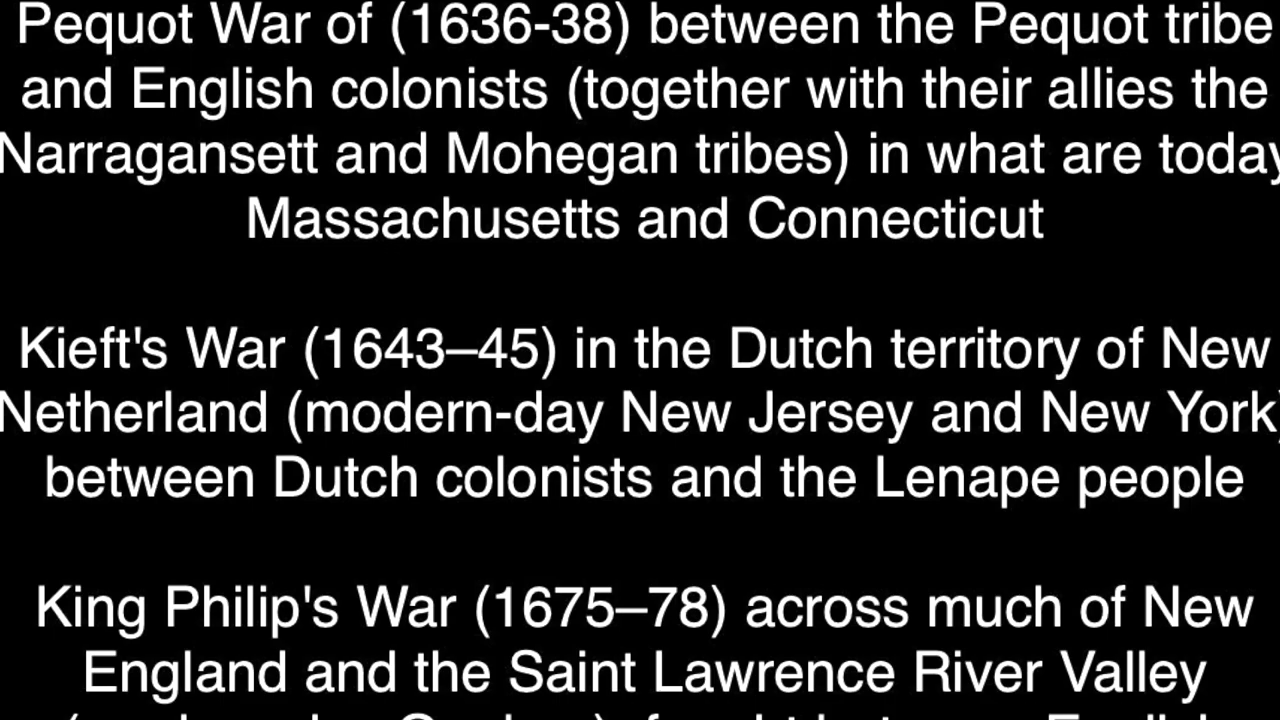 Pequot War of (1636-38) between the Pequot tribe
and English colonists (together with their allies the
Narragansett and Mohegan tribes) in what are today
Massachusetts and Connecticut
Kieft's War (1643–45) in the Dutch territory of New
Netherland (modern-day New Jersey and New York)
between Dutch colonists and the Lenape people
King Philip's War (1675–78) across much of New
England and the Saint Lawrence River Valley